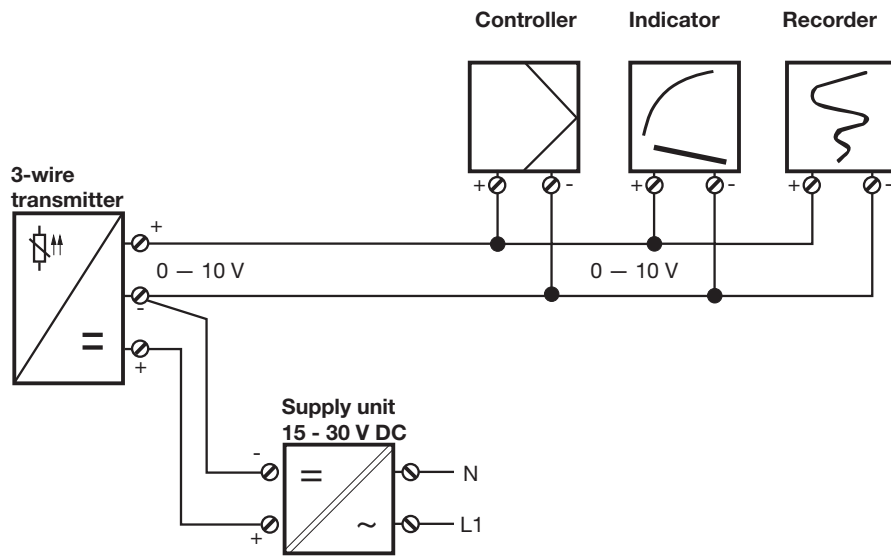 Controller Indicator Recorder
+ - + - + -
3-wire
transmitter
+
0 — 10 V 0 — 10 V
-
+
Supply unit
15 - 30 V DC
- N
+ ~ L1